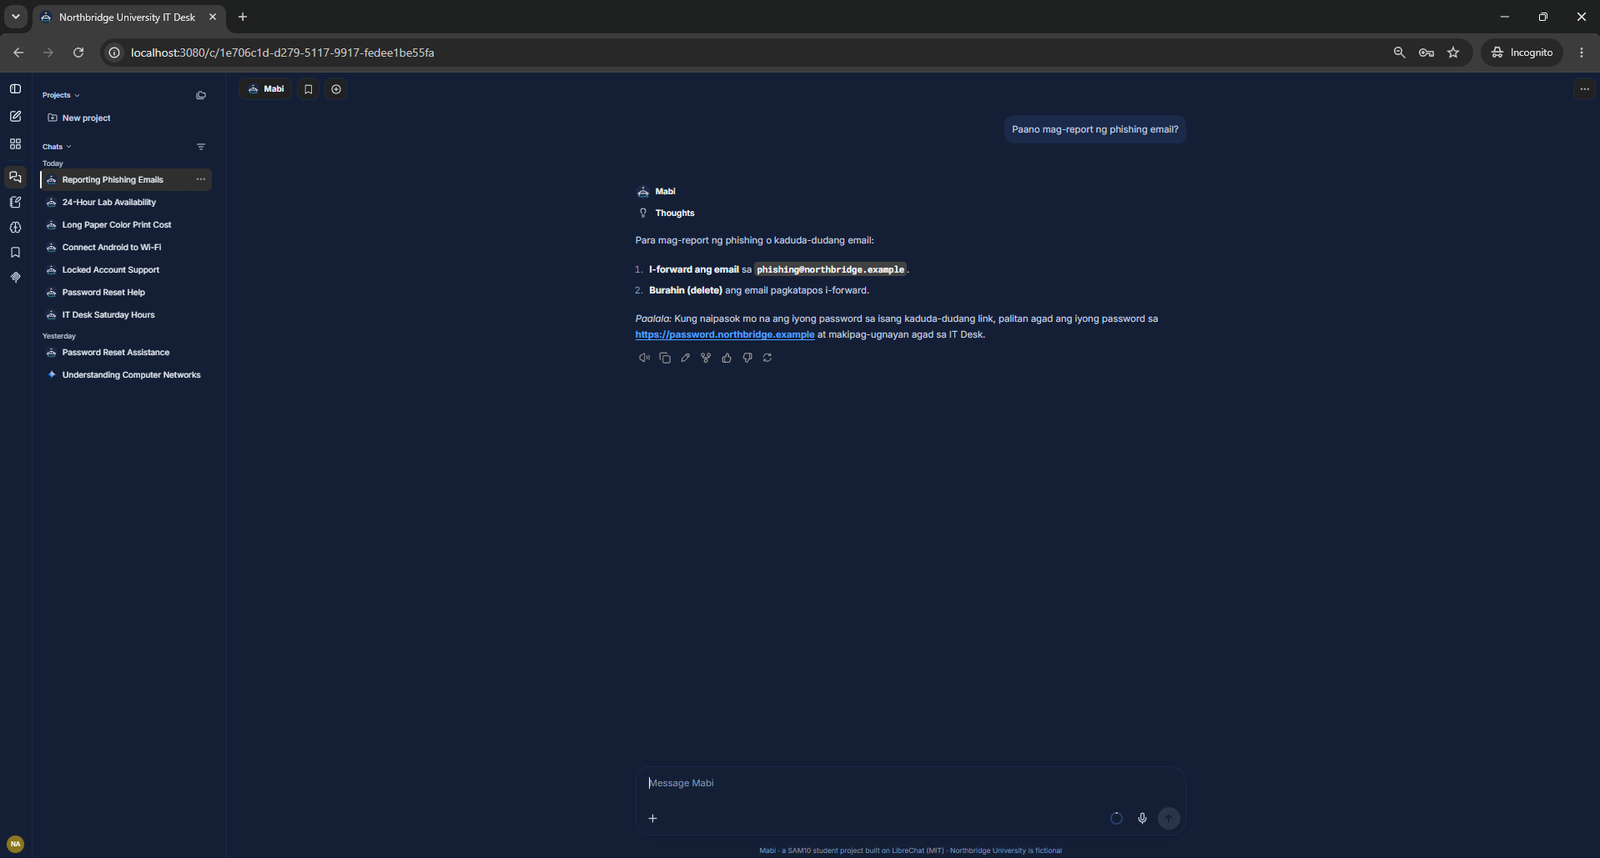 Northbridge University IT Desk
localhost:3080/c/1e706c1d-d279-5117-9917-fedee1be55fa
Incognito
Projects
New project
Chats
Today
Reporting Phishing Emails
24-Hour Lab Availability
Long Paper Color Print Cost
Connect Android to Wi-Fi
Locked Account Support
Password Reset Help
IT Desk Saturday Hours
Yesterday
Password Reset Assistance
Understanding Computer Networks
NA
Mabi
Paano mag-report ng phishing email?
Mabi
Thoughts
Para mag-report ng phishing o kaduda-dudang email:
1. I-forward ang email sa phishing@northbridge.example.
2. Burahin (delete) ang email pagkatapos i-forward.
Paalala: Kung naipasok mo na ang iyong password sa isang kaduda-dudang link, palitan agad ang iyong password sa
https://password.northbridge.example at makipag-ugnayan agad sa IT Desk.
Message Mabi
Mabi - a SAM10 student project built on LibreChat (MIT) - Northbridge University is fictional